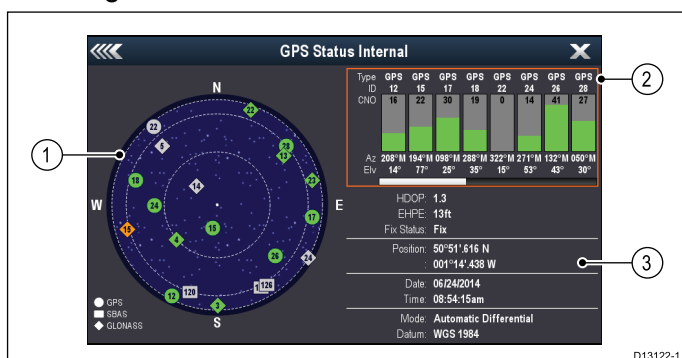 GPS Status Internal
N
W
E
S
22
5
22
28
13
18
14
23
24
17
15
15
4
26
24
12
120
126
3
GPS
SBAS
GLONASS
Type GPS GPS GPS GPS GPS GPS GPS GPS
ID 12 15 17 18 22 24 26 28
CNO 16 22 30 19 0 14 41 27
Az 208°M 194°M 098°M 288°M 322°M 271°M 132°M 050°M
Elv 14° 77° 25° 35° 15° 53° 43° 30°
HDOP: 1.3
EHPE: 13ft
Fix Status: Fix
Position: 50°51'.616 N
: 001°14'.438 W
Date: 06/24/2014
Time: 08:54:15am
Mode: Automatic Differential
Datum: WGS 1984
1
2
3
D13122-1